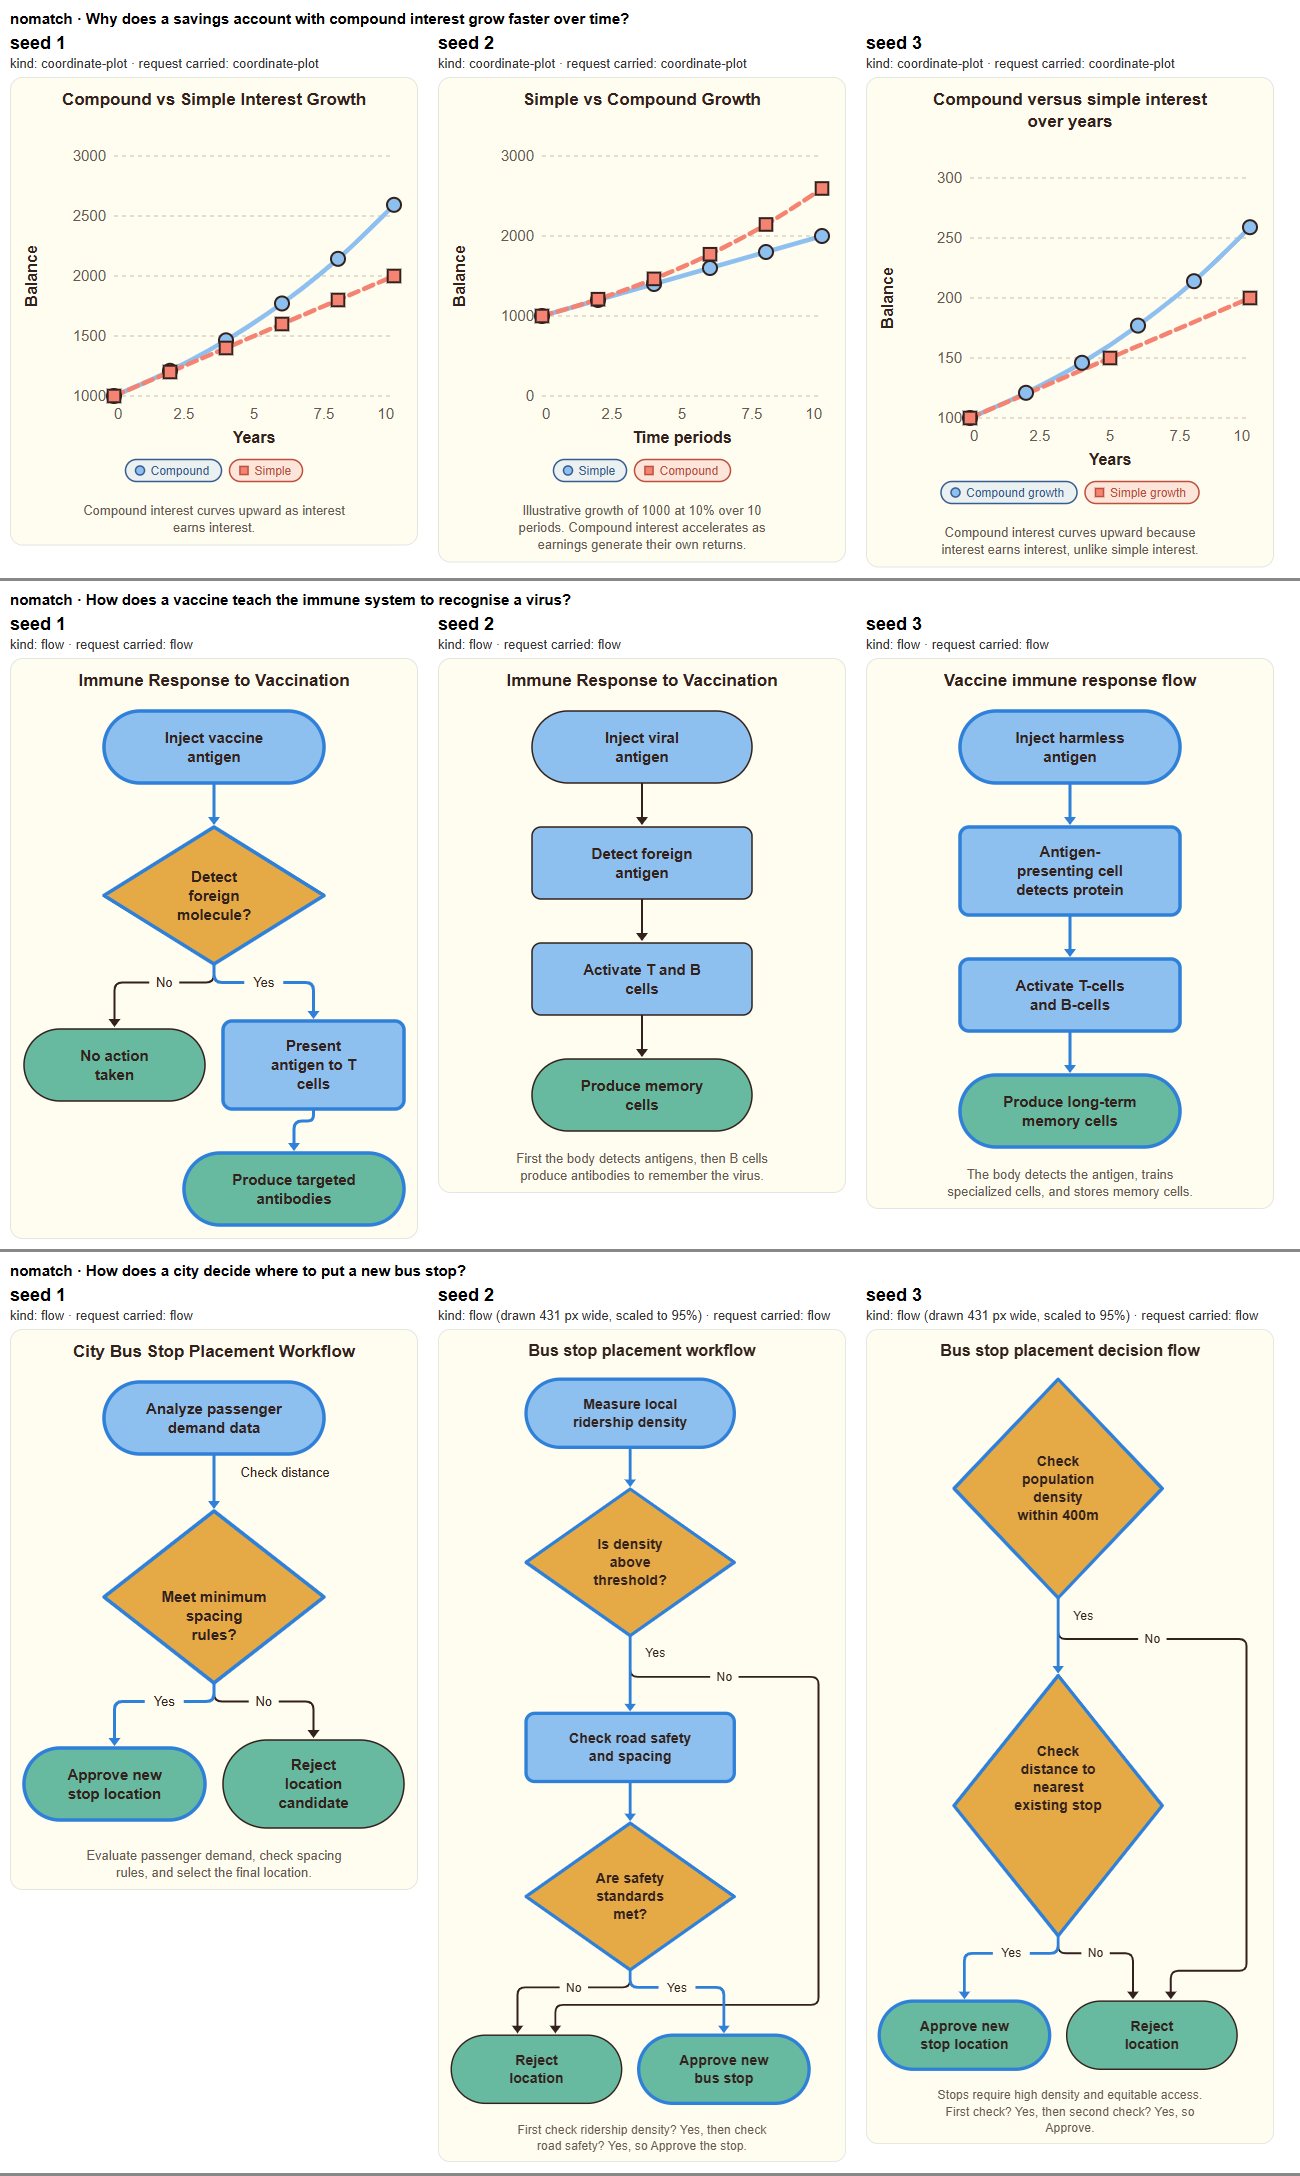 nomatch · Why does a savings account with compound interest grow faster over time?
seed 1
kind: coordinate-plot · request carried: coordinate-plot
Compound vs Simple Interest Growth
3000
2500
2000
1500
1000
Balance
0 2.5 5 7.5 10
Years
Compound Simple
Compound interest curves upward as interest
earns interest.
seed 2
kind: coordinate-plot · request carried: coordinate-plot
Simple vs Compound Growth
3000
2000
1000
0
Balance
0 2.5 5 7.5 10
Time periods
Simple Compound
Illustrative growth of 1000 at 10% over 10
periods. Compound interest accelerates as
earnings generate their own returns.
seed 3
kind: coordinate-plot · request carried: coordinate-plot
Compound versus simple interest
over years
300
250
200
150
100
Balance
0 2.5 5 7.5 10
Years
Compound growth Simple growth
Compound interest curves upward because
interest earns interest, unlike simple interest.
nomatch · How does a vaccine teach the immune system to recognise a virus?
seed 1
kind: flow · request carried: flow
Immune Response to Vaccination
Inject vaccine
antigen
Detect
foreign
molecule?
No Yes
No action
taken
Present
antigen to T
cells
Produce targeted
antibodies
seed 2
kind: flow · request carried: flow
Immune Response to Vaccination
Inject viral
antigen
Detect foreign
antigen
Activate T and B
cells
Produce memory
cells
First the body detects antigens, then B cells
produce antibodies to remember the virus.
seed 3
kind: flow · request carried: flow
Vaccine immune response flow
Inject harmless
antigen
Antigen-
presenting cell
detects protein
Activate T-cells
and B-cells
Produce long-term
memory cells
The body detects the antigen, trains
specialized cells, and stores memory cells.
nomatch · How does a city decide where to put a new bus stop?
seed 1
kind: flow · request carried: flow
City Bus Stop Placement Workflow
Analyze passenger
demand data
Check distance
Meet minimum
spacing
rules?
Yes No
Approve new
stop location
Reject
location
candidate
Evaluate passenger demand, check spacing
rules, and select the final location.
seed 2
kind: flow (drawn 431 px wide, scaled to 95%) · request carried: flow
Bus stop placement workflow
Measure local
ridership density
Is density
above
threshold?
Yes
No
Check road safety
and spacing
Are safety
standards
met?
No Yes
Reject
location
Approve new
bus stop
First check ridership density? Yes, then check
road safety? Yes, so Approve the stop.
seed 3
kind: flow (drawn 431 px wide, scaled to 95%) · request carried: flow
Bus stop placement decision flow
Check
population
density
within 400m
Yes
No
Check
distance to
nearest
existing stop
Yes No
Approve new
stop location
Reject
location
Stops require high density and equitable access.
First check? Yes, then second check? Yes, so
Approve.